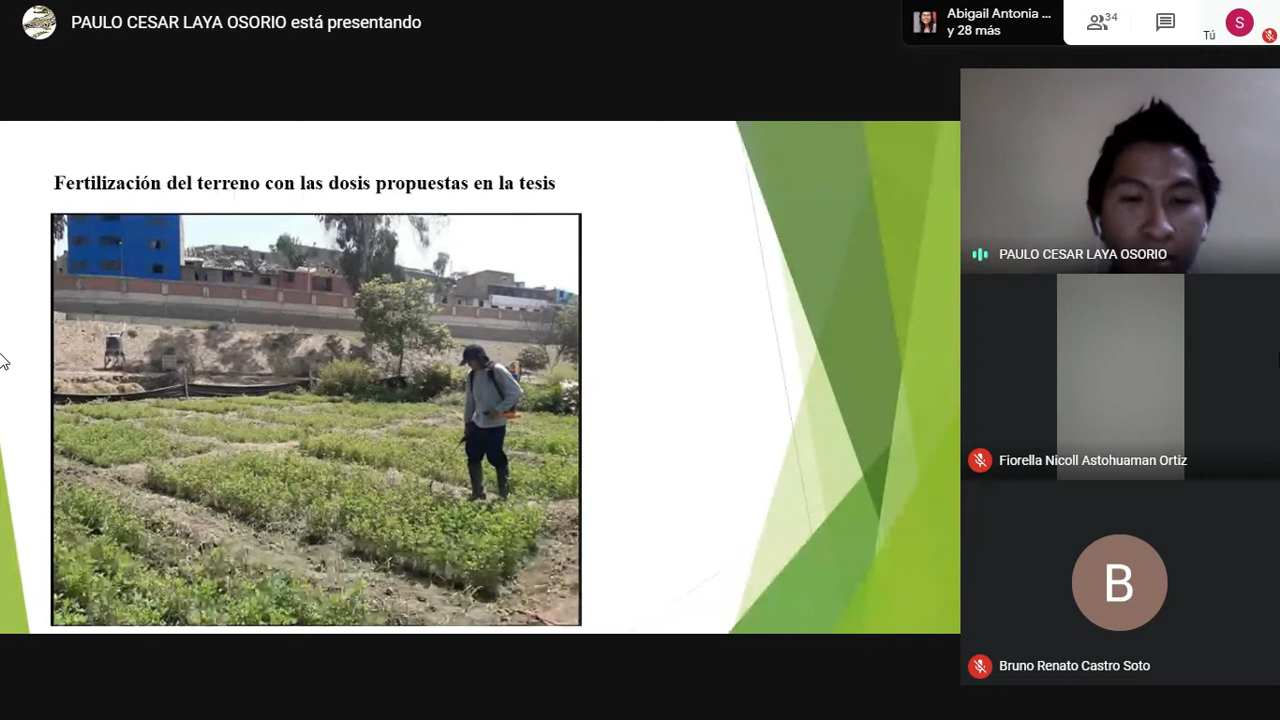 PAULO CESAR LAYA OSORIO está presentando
Abigail Antonia ...
y 28 más
34
Tú
S
Fertilización del terreno con las dosis propuestas en la tesis
PAULO CESAR LAYA OSORIO
Fiorella Nicoll Astohuaman Ortiz
B
Bruno Renato Castro Soto